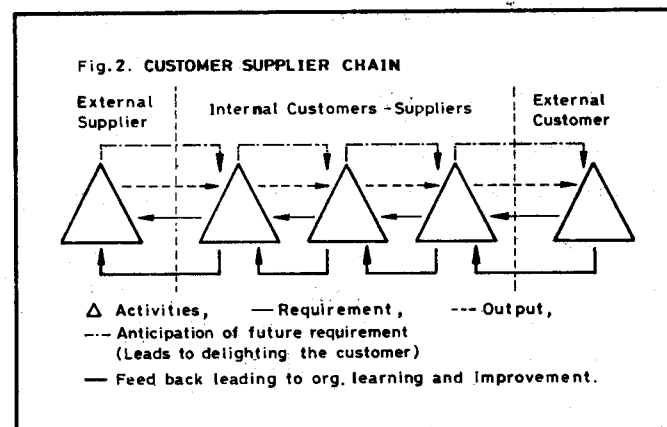 Fig.2. CUSTOMER SUPPLIER CHAIN
External Supplier
Internal Customers - Suppliers
External Customer
△ Activities, — Requirement, --- Output,
—·— Anticipation of future requirement
(Leads to delighting the customer)
— Feed back leading to org. learning and Improvement.